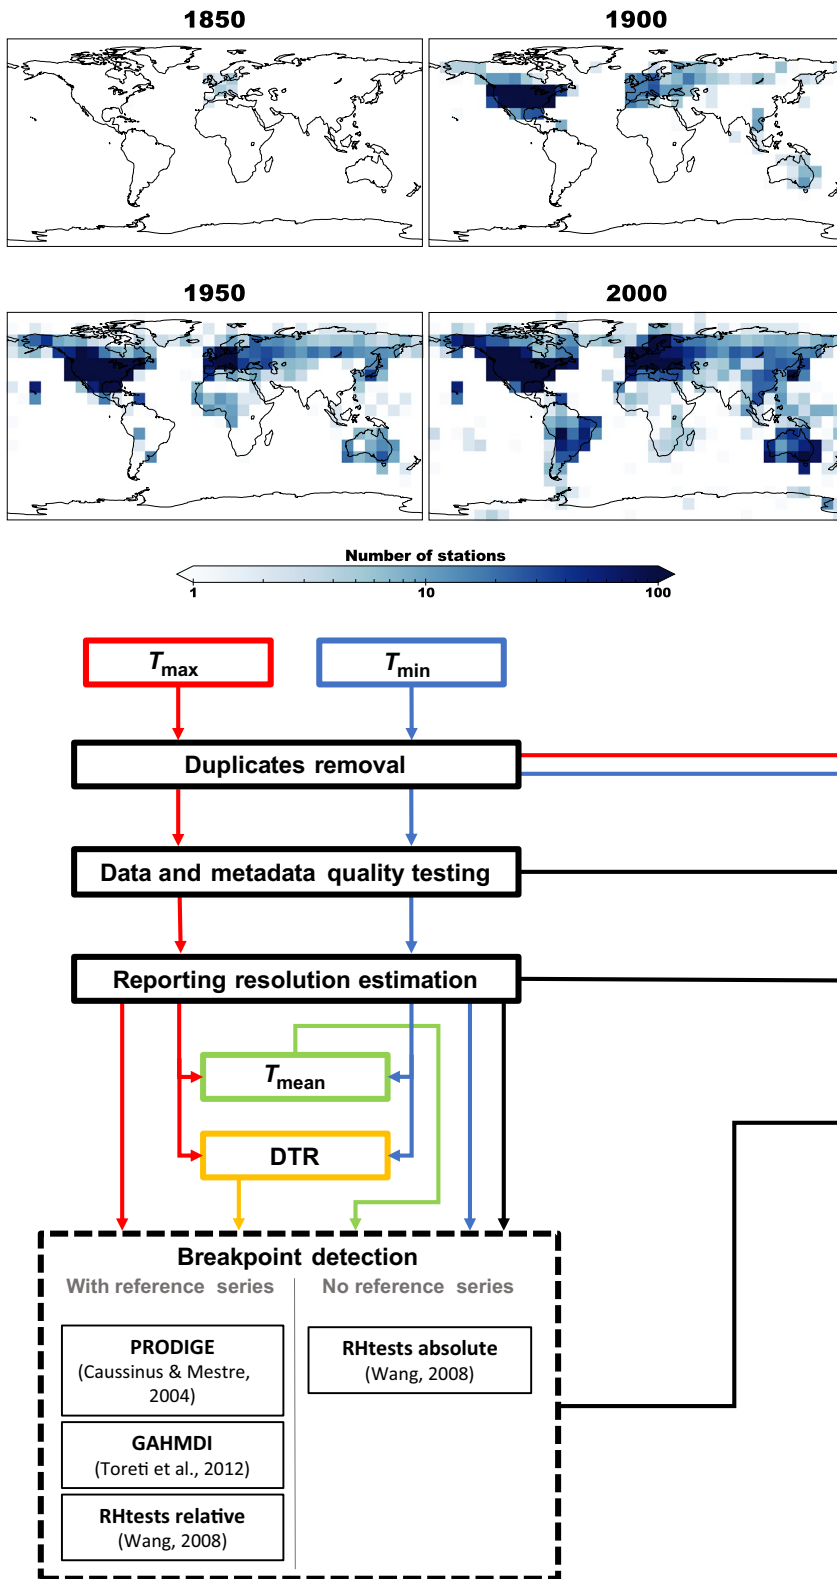 1850
1900
1950
2000
Number of stations
1
10
100
Tmax
Tmin
Duplicates removal
Data and metadata quality testing
Reporting resolution estimation
Tmean
DTR
Breakpoint detection
With reference series
No reference series
PRODIGE
(Caussinus & Mestre,
2004)
RHtests absolute
(Wang, 2008)
GAHMDI
(Toreti et al., 2012)
RHtests relative
(Wang, 2008)